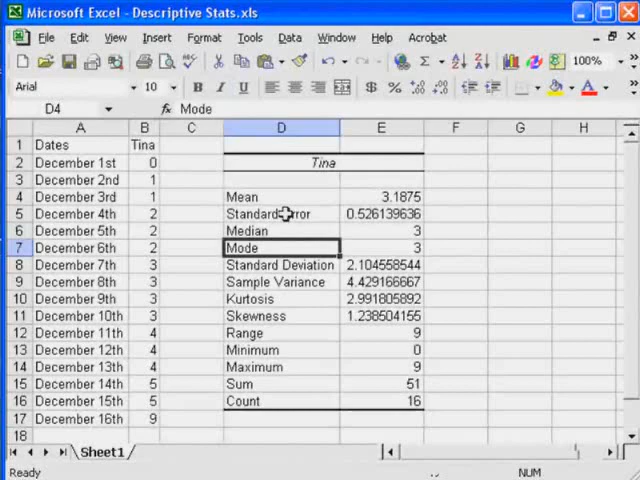 Microsoft Excel - Descriptive Stats.xls
File Edit View Insert Format Tools Data Window Help Acrobat
100%
Arial 10 B I U $ % ,
D4 fx Mode
A B C D E F G H
1 Dates Tina
2 December 1st 0 Tina
3 December 2nd 1
4 December 3rd 1 Mean 3.1875
5 December 4th 2 Standard rror 0.526139636
6 December 5th 2 Median 3
7 December 6th 2 Mode 3
8 December 7th 3 Standard Deviation 2.104558544
9 December 8th 3 Sample Variance 4.429166667
10 December 9th 3 Kurtosis 2.991805892
11 December 10th 3 Skewness 1.238504155
12 December 11th 4 Range 9
13 December 12th 4 Minimum 0
14 December 13th 4 Maximum 9
15 December 14th 5 Sum 51
16 December 15th 5 Count 16
17 December 16th 9
18
Sheet1
Ready NUM